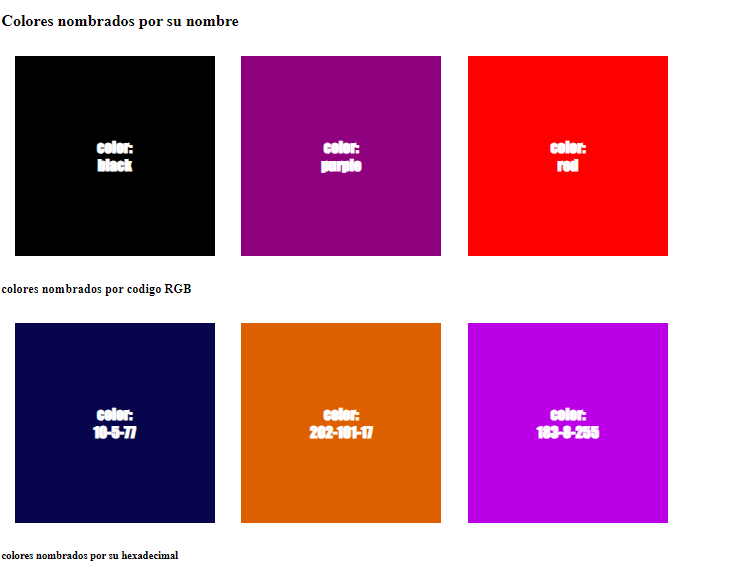 Colores nombrados por su nombre
color:
black
color:
purple
color:
red
colores nombrados por codigo RGB
color:
10-5-77
color:
202-101-17
color:
183-8-255
colores nombrados por su hexadecimal